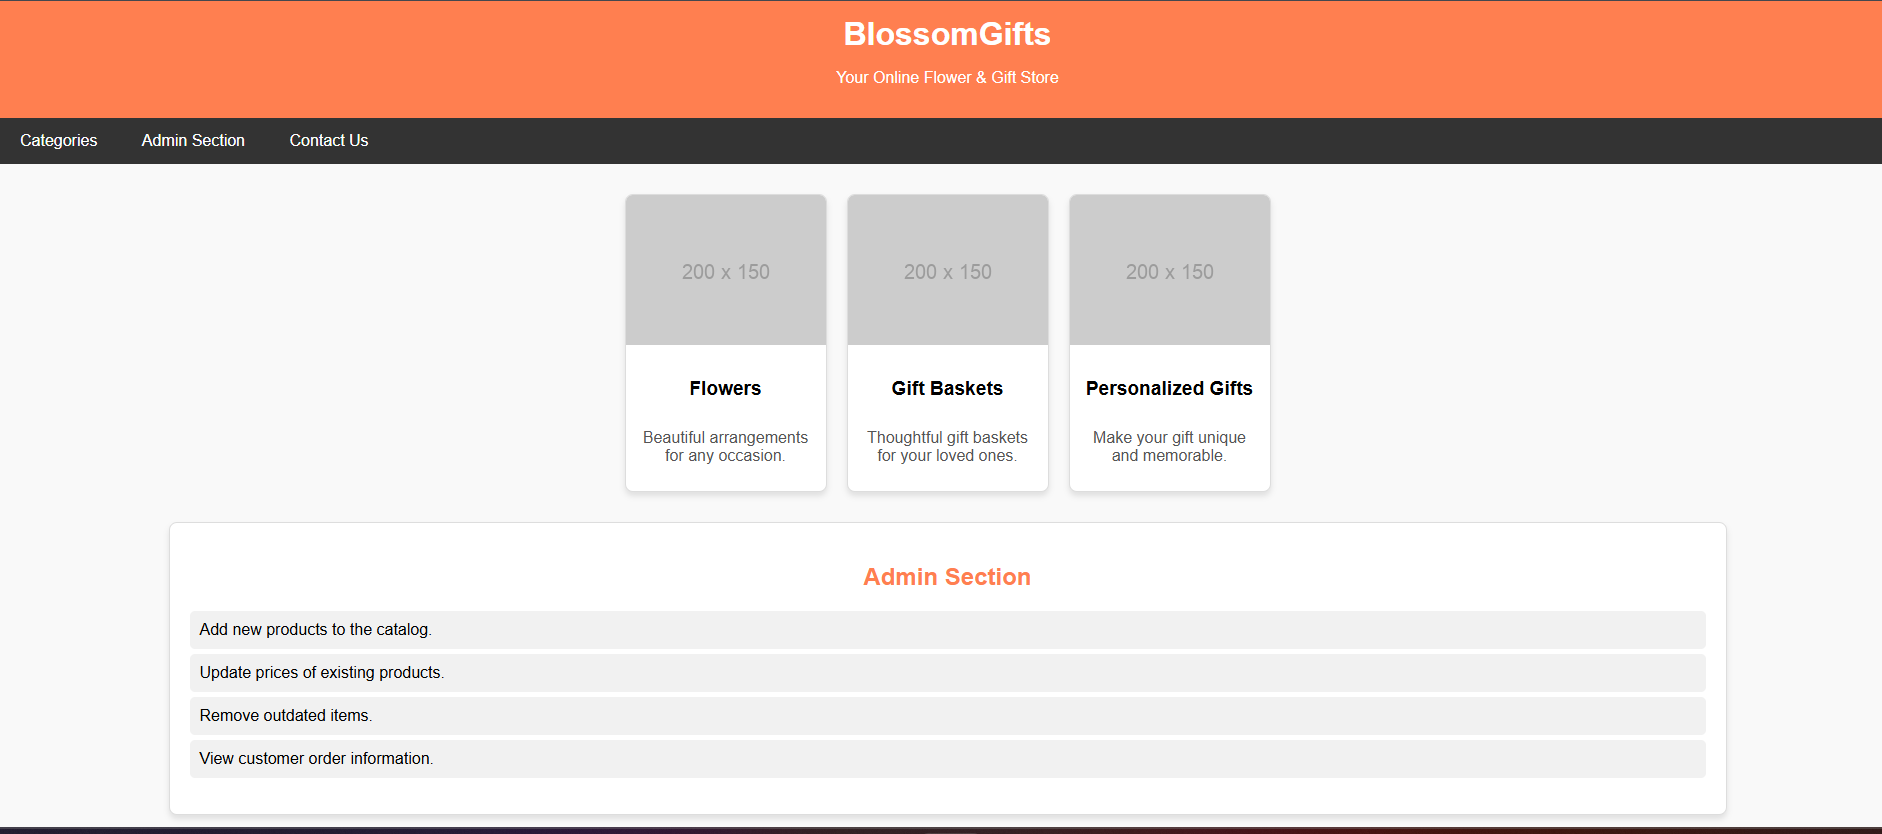 BlossomGifts
Your Online Flower & Gift Store
Categories Admin Section Contact Us
200 x 150
Flowers
Beautiful arrangements
for any occasion.
200 x 150
Gift Baskets
Thoughtful gift baskets
for your loved ones.
200 x 150
Personalized Gifts
Make your gift unique
and memorable.
Admin Section
Add new products to the catalog.
Update prices of existing products.
Remove outdated items.
View customer order information.